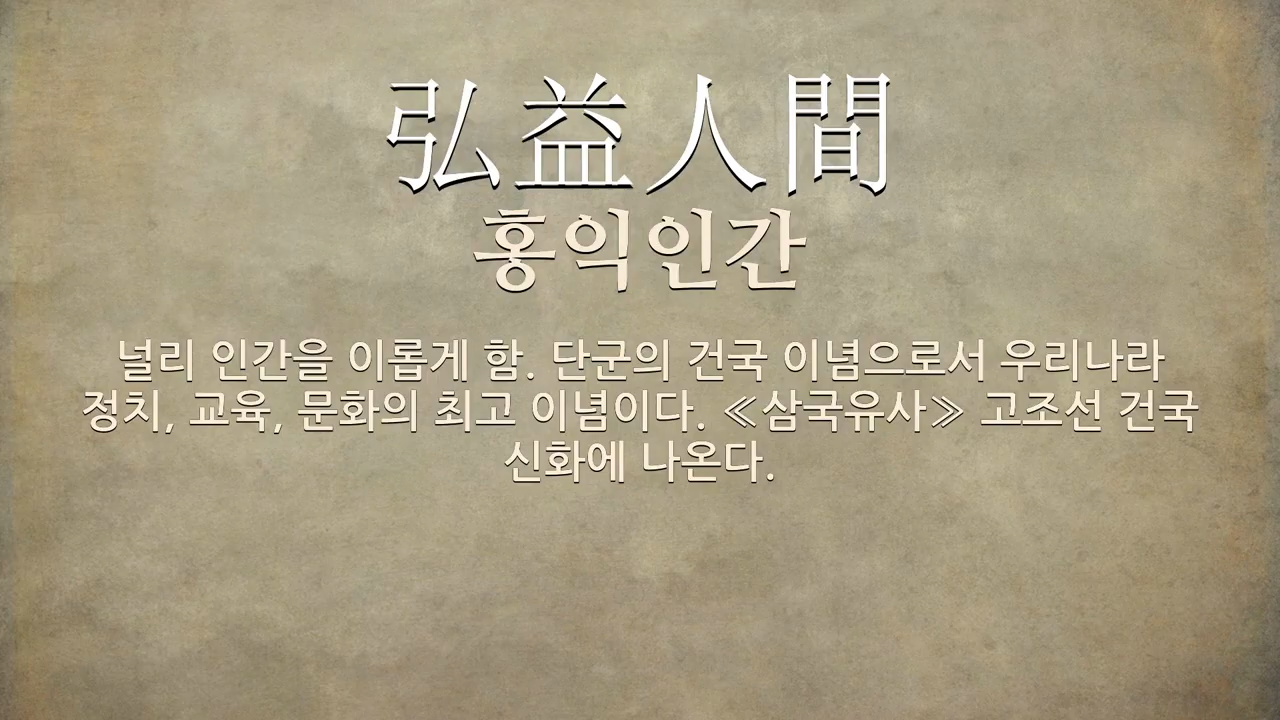 弘益人間
홍익인간
널리 인간을 이롭게 함. 단군의 건국 이념으로서 우리나라
정치, 교육, 문화의 최고 이념이다. ≪삼국유사≫ 고조선 건국
신화에 나온다.